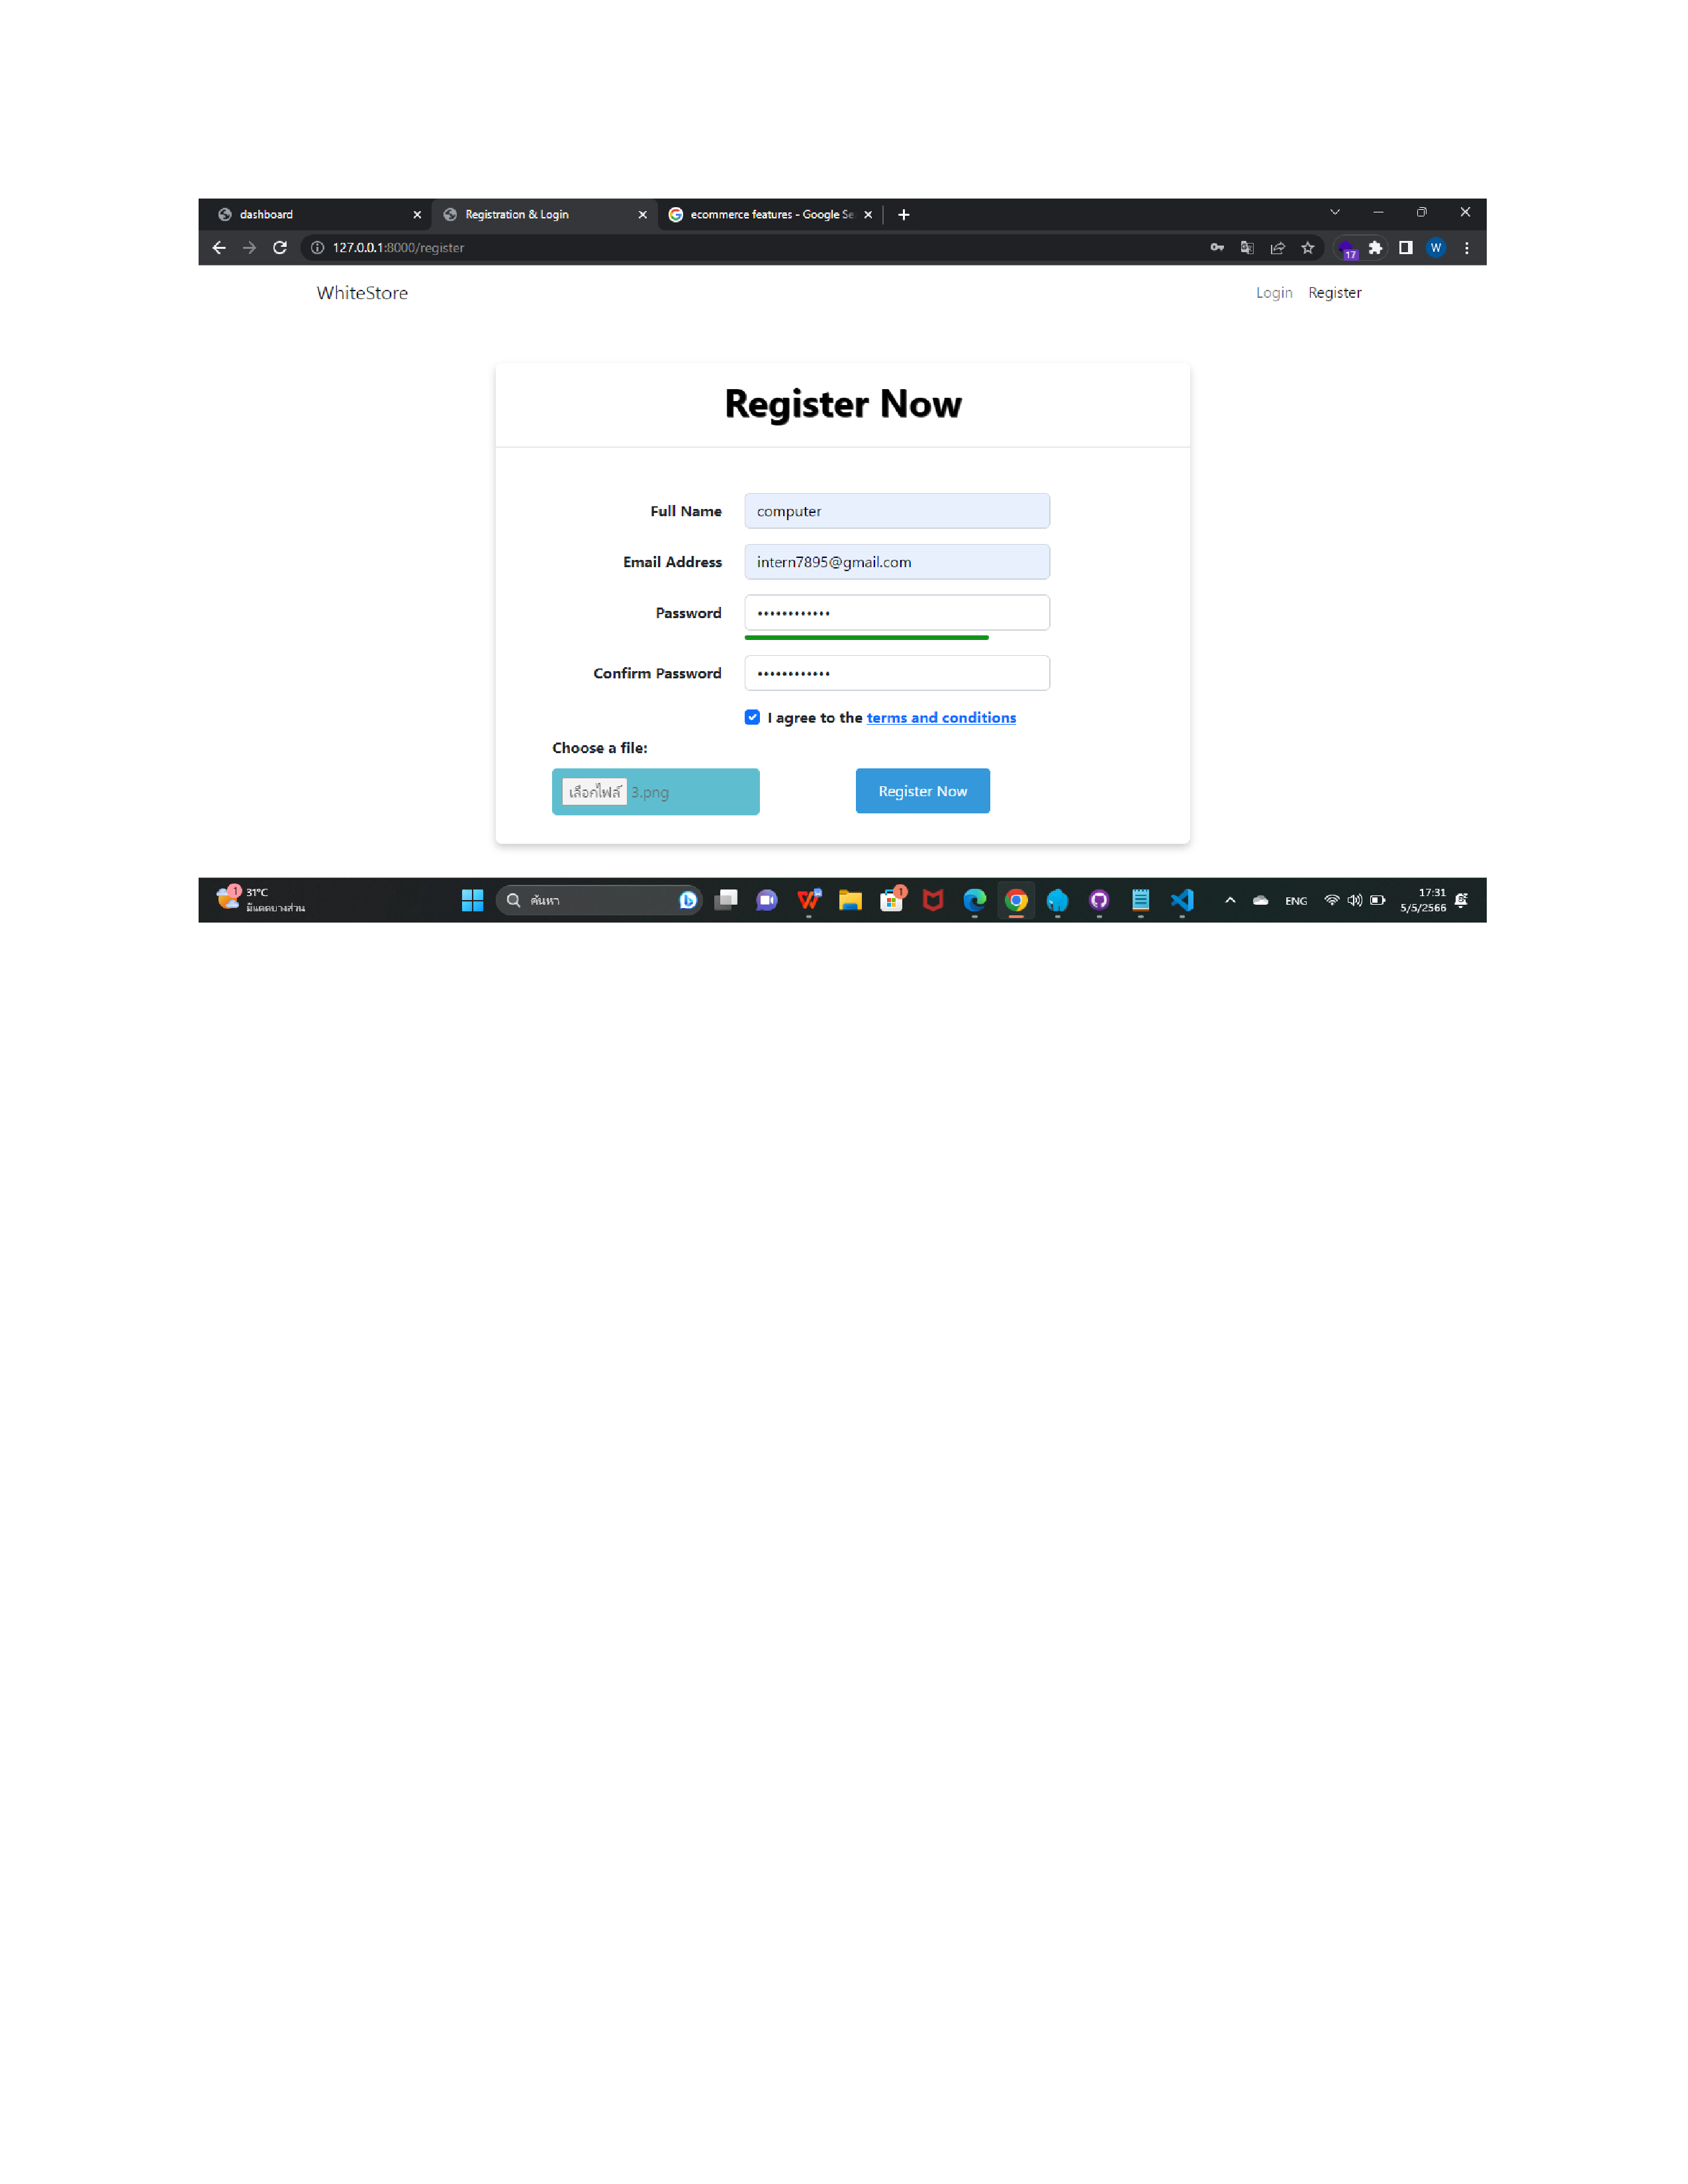 dashboard
Registration & Login
ecommerce features - Google Se
127.0.0.1:8000/register
17
W
WhiteStore
Login Register
Register Now
Full Name computer
Email Address intern7895@gmail.com
Password ••••••••••••
Confirm Password ••••••••••••
I agree to the terms and conditions
Choose a file:
เลือกไฟล์ 3.png
Register Now
1
31°C
มีแดดบางส่วน
ค้นหา
1
ENG
17:31
5/5/2566